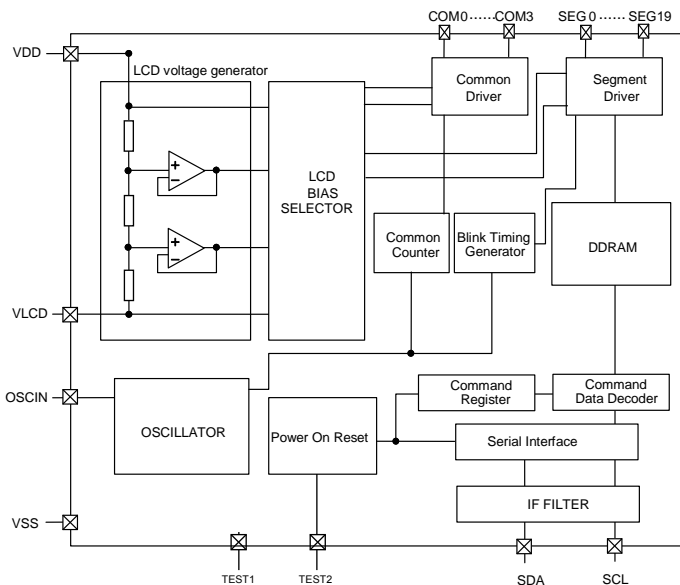 COM0 ...... COM3
SEG0 ...... SEG19
VDD
LCD voltage generator
Common
Driver
Segment
Driver
+
−
LCD
BIAS
SELECTOR
+
−
Common
Counter
Blink Timing
Generator
DDRAM
VLCD
OSCIN
OSCILLATOR
Power On Reset
Command
Register
Command
Data Decoder
Serial Interface
IF FILTER
VSS
TEST1
TEST2
SDA
SCL